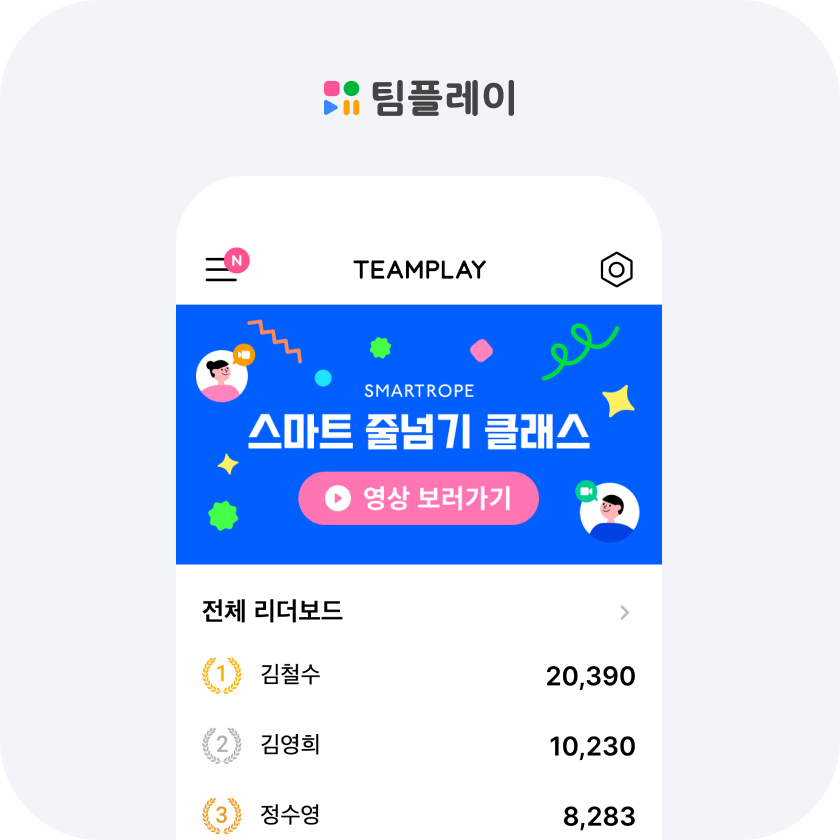 팀플레이
N
TEAMPLAY
SMARTROPE
스마트 줄넘기 클래스
영상 보러가기
전체 리더보드
1 김철수 20,390
2 김영희 10,230
3 정수영 8,283